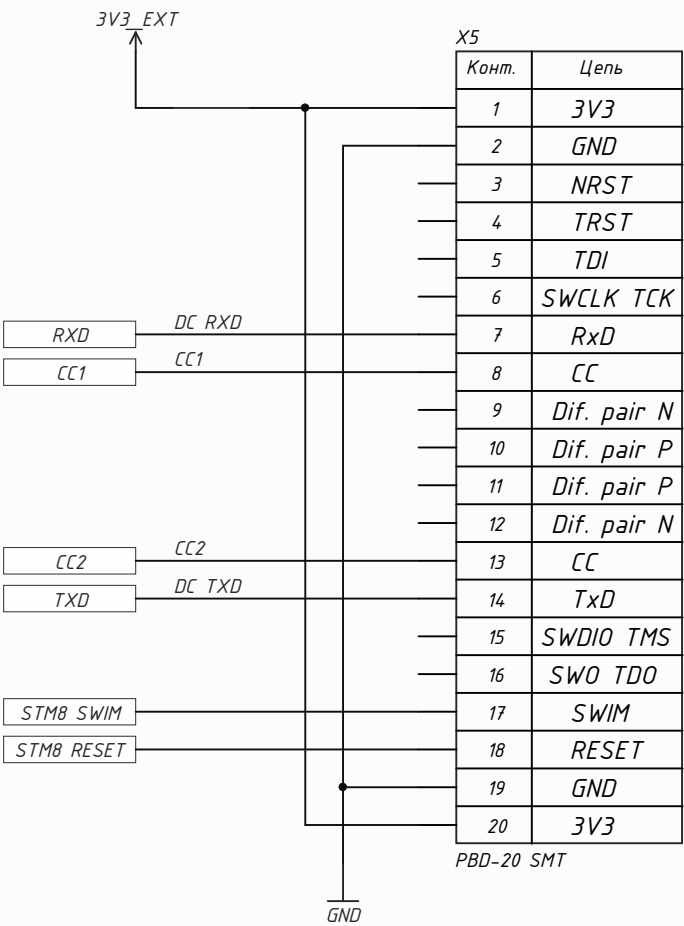 3V3_EXT
X5
Конт. Цепь
1 3V3
2 GND
3 NRST
4 TRST
5 TDI
6 SWCLK TCK
RXD DC RXD 7 RxD
CC1 CC1 8 CC
9 Dif. pair N
10 Dif. pair P
11 Dif. pair P
12 Dif. pair N
CC2 CC2 13 CC
TXD DC TXD 14 TxD
15 SWDIO TMS
16 SWO TDO
STM8 SWIM 17 SWIM
STM8 RESET 18 RESET
19 GND
20 3V3
PBD-20 SMT
GND